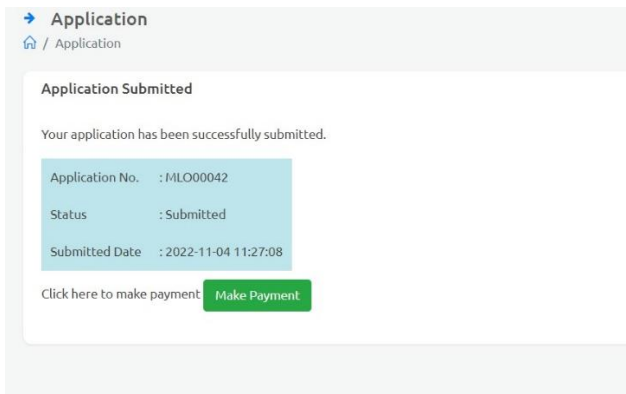 Application
/ Application
Application Submitted
Your application has been successfully submitted.
Application No. : MLO00042
Status : Submitted
Submitted Date : 2022-11-04 11:27:08
Click here to make payment Make Payment